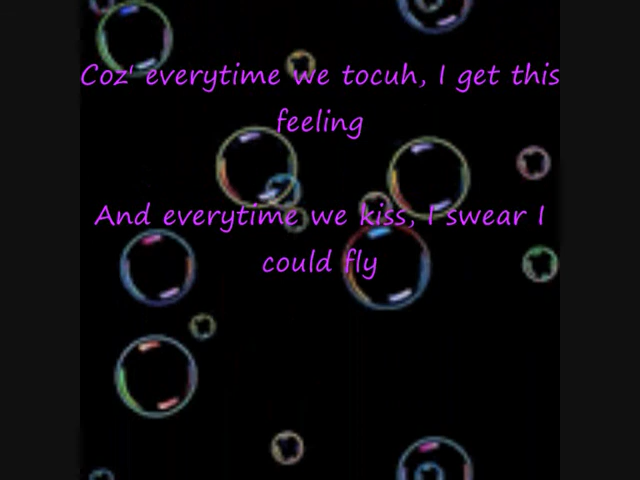 Coz' everytime we tocuh, I get this
feeling
And everytime we kiss, I swear I
could fly